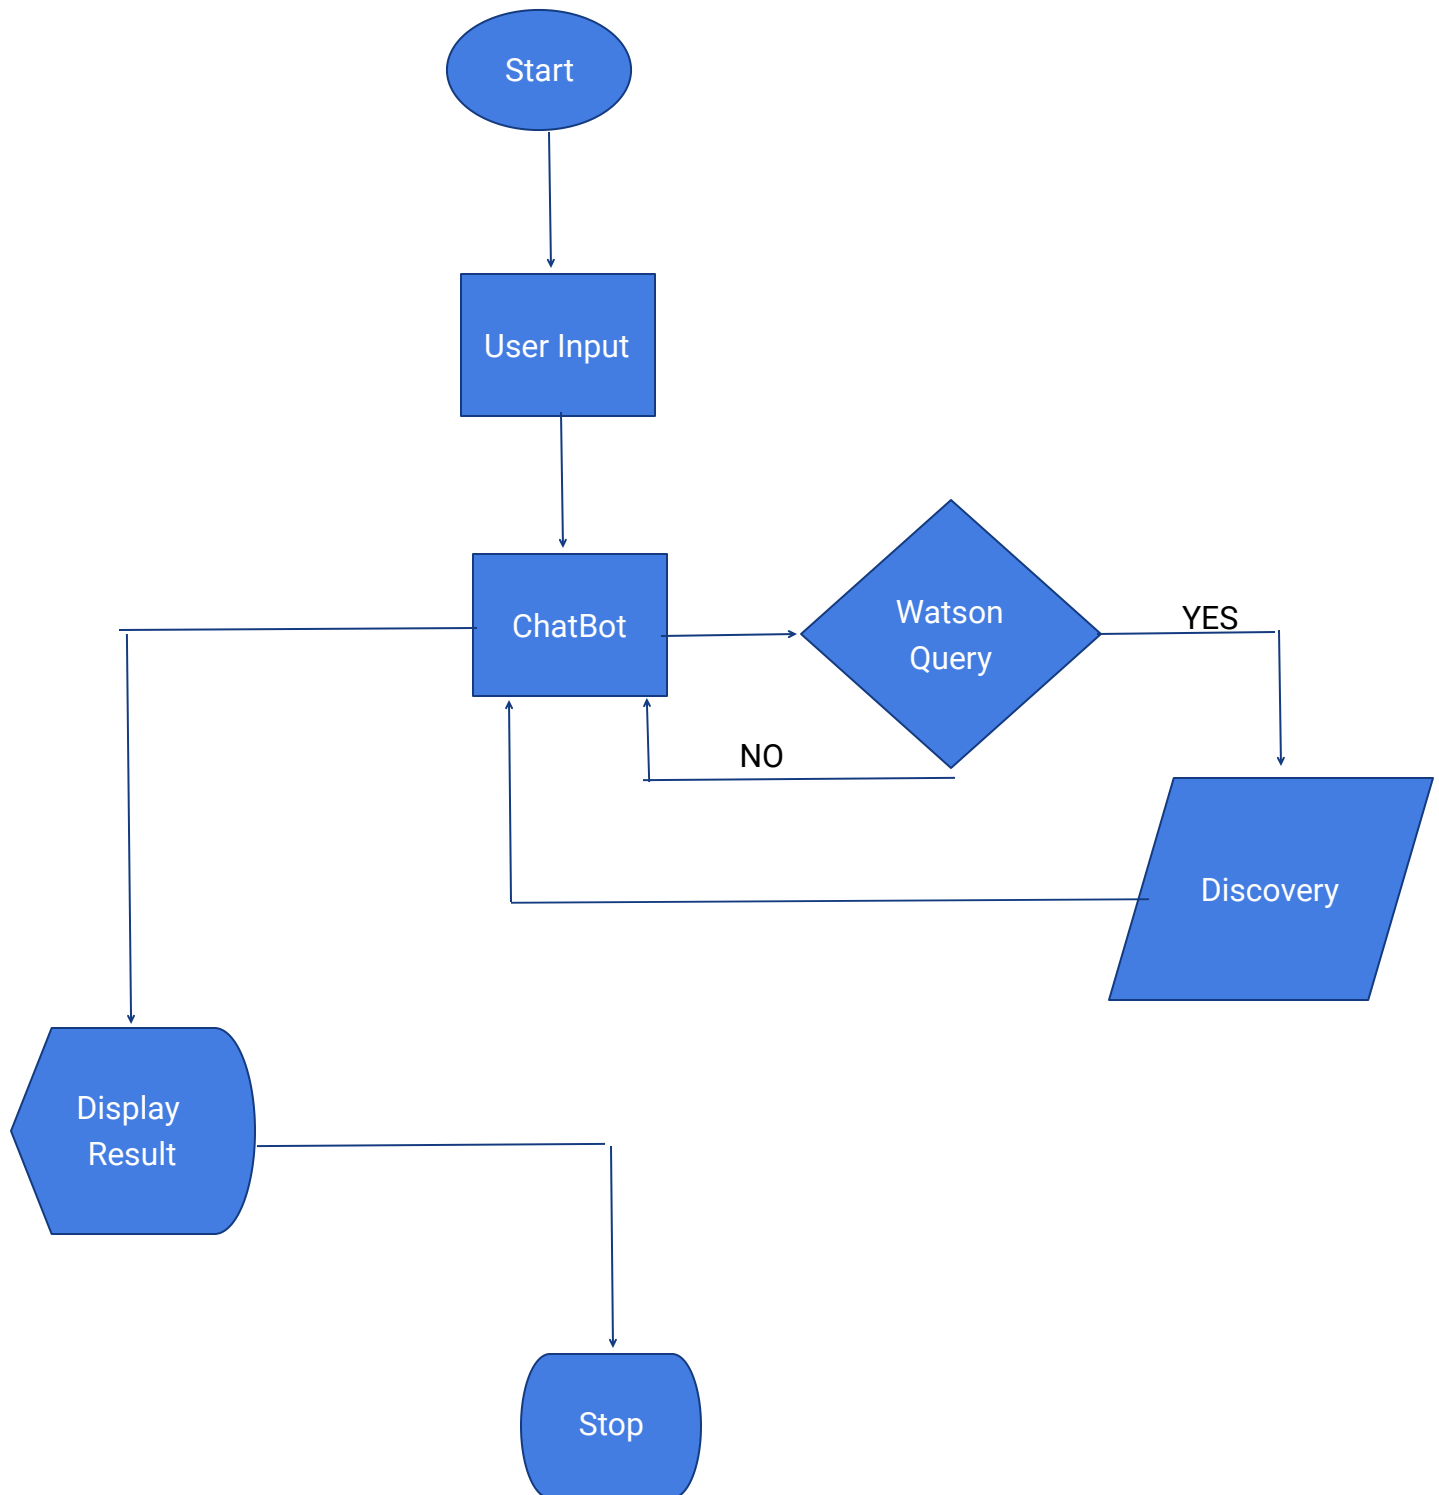 Start
User Input
ChatBot
Watson
Query
YES
NO
Discovery
Display
Result
Stop